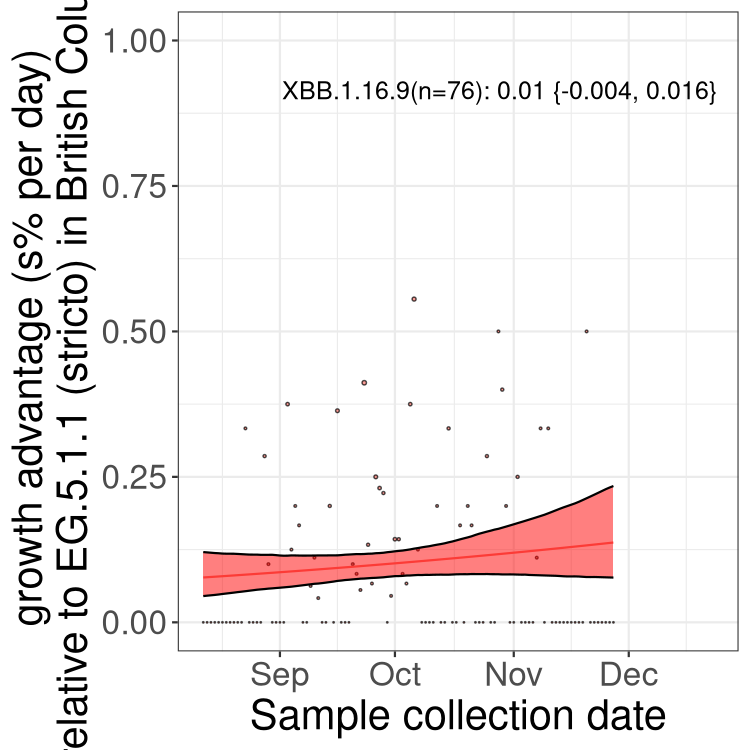 growth advantage (s% per day)
relative to EG.5.1.1 (stricto) in British Colu
1.00
0.75
0.50
0.25
0.00
XBB.1.16.9(n=76): 0.01 {-0.004, 0.016}
Sep Oct Nov Dec
Sample collection date